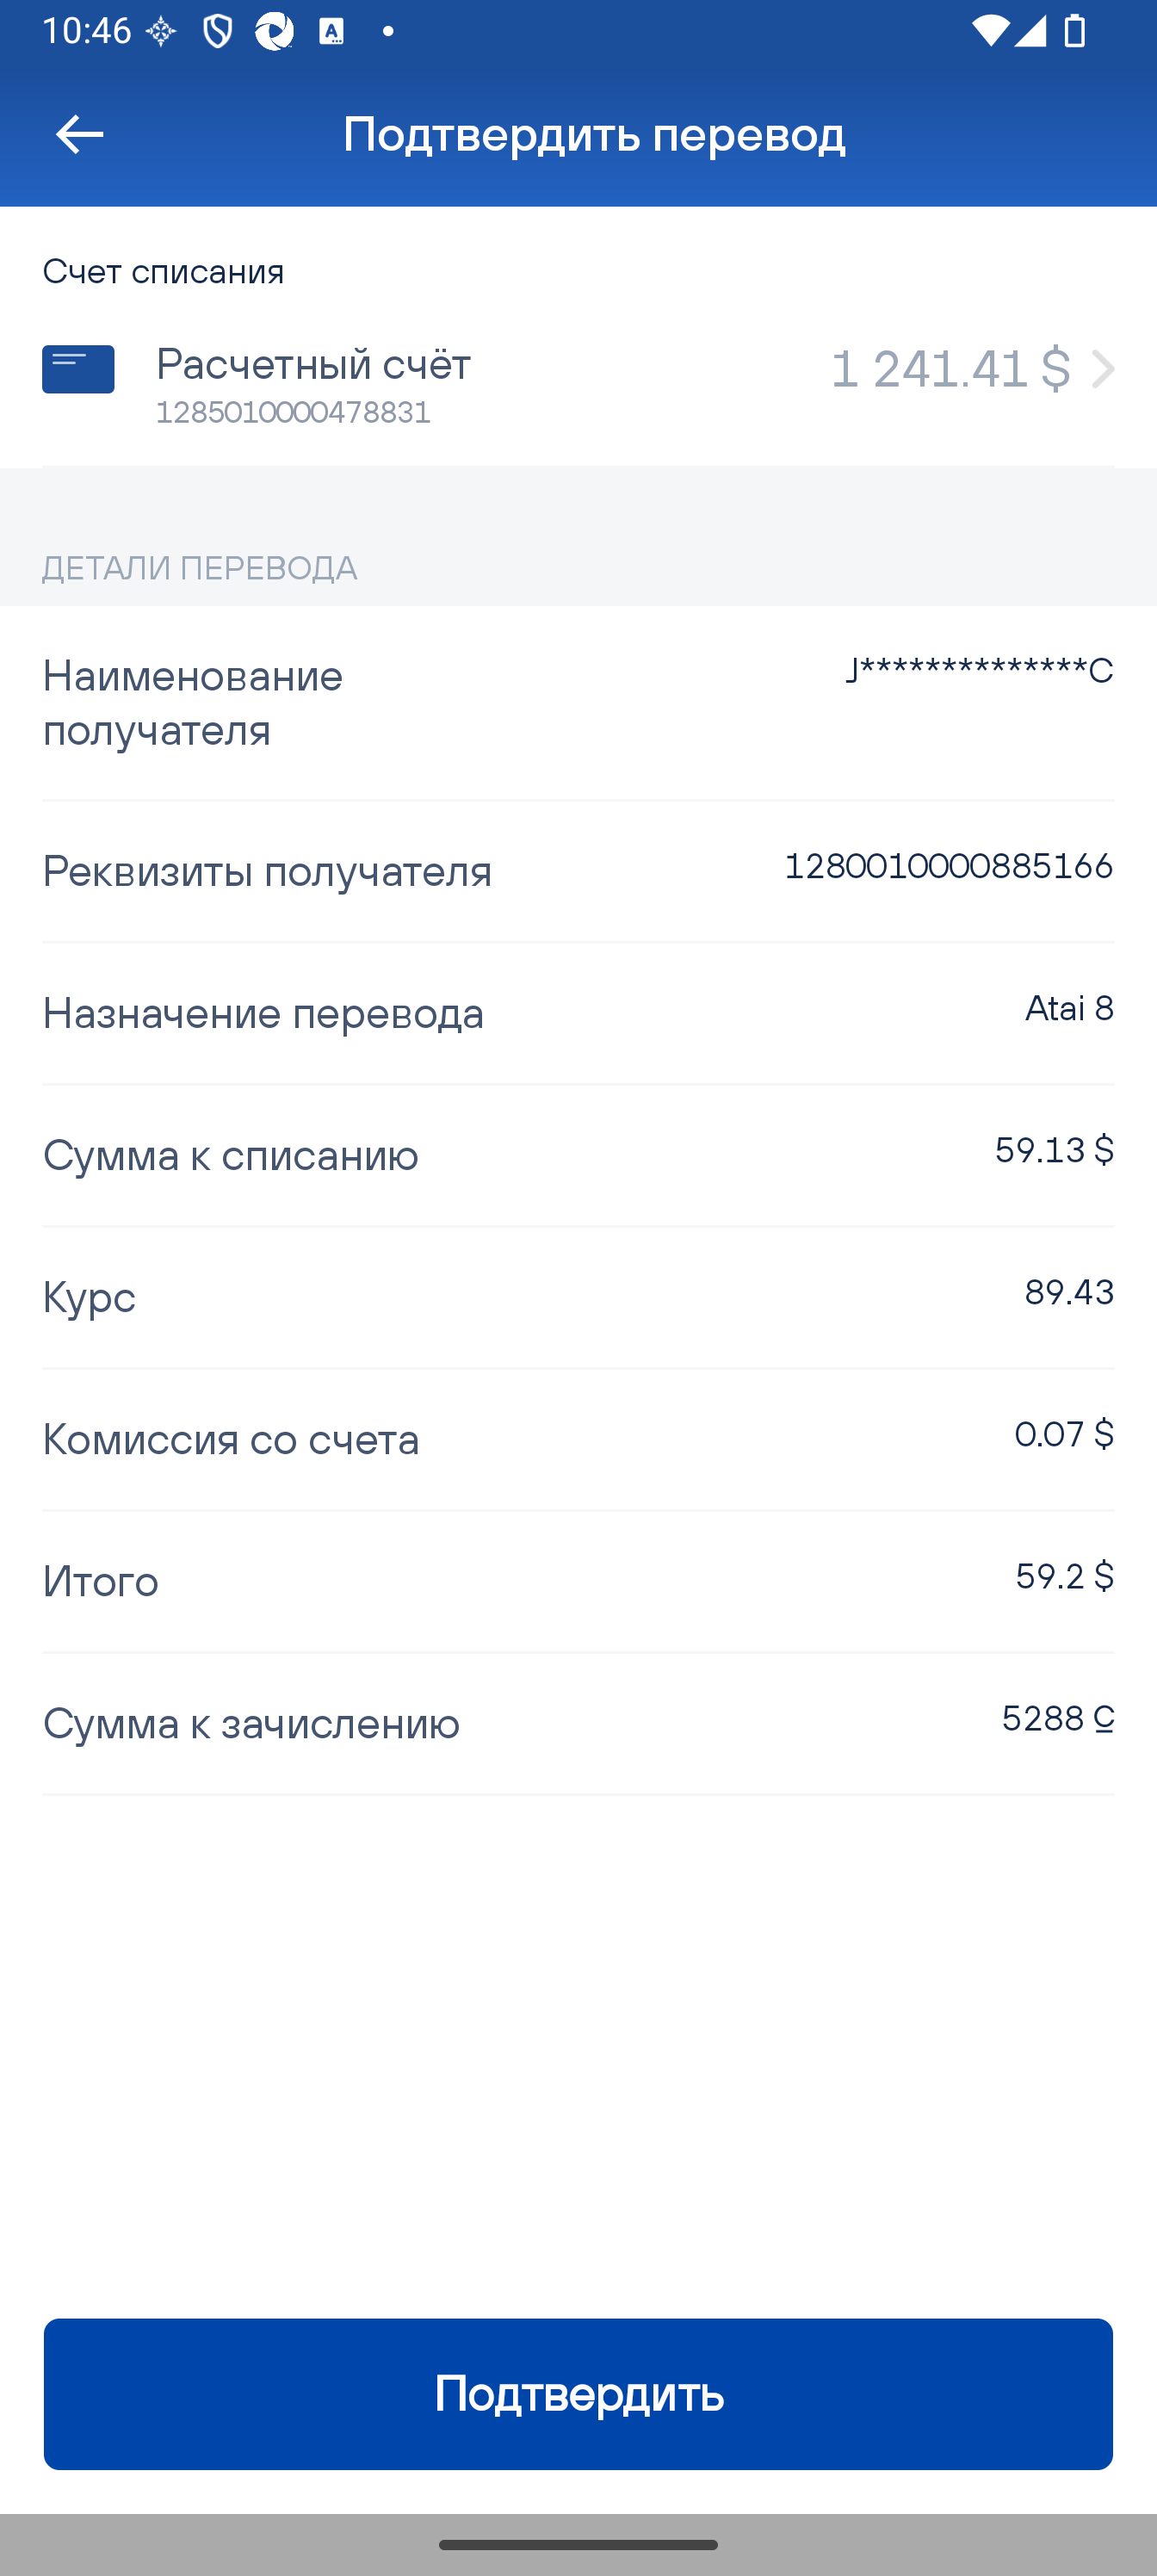 10:46
Подтвердить перевод
Счет списания
Расчетный счёт
1 241.41 $
1285010000478831
ДЕТАЛИ ПЕРЕВОДА
Наименование получателя
J**************C
Реквизиты получателя
1280010000885166
Назначение перевода
Atai 8
Сумма к списанию
59.13 $
Курс
89.43
Комиссия со счета
0.07 $
Итого
59.2 $
Сумма к зачислению
5288 С̲
Подтвердить